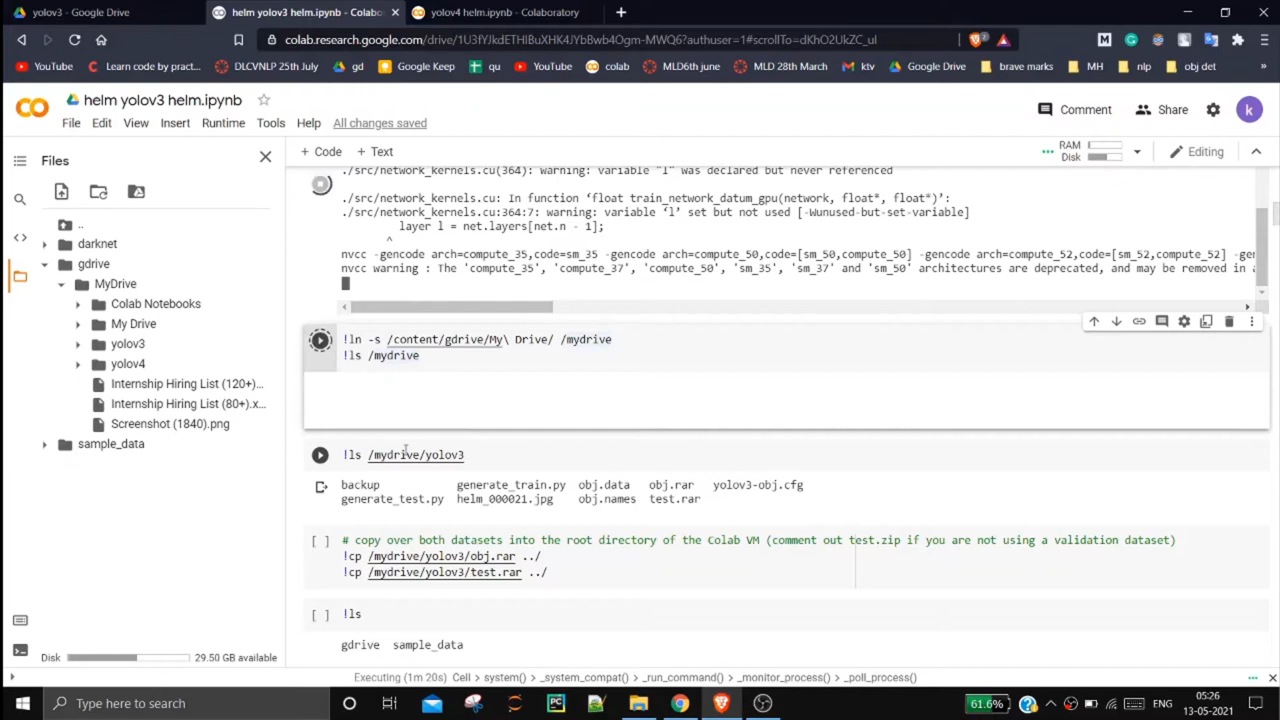 yolov3 - Google Drive
helm yolov3 helm.ipynb - Colabo
yolov4 helm.ipynb - Colaboratory
colab.research.google.com/drive/1U3fYJkdETHIBuXHK4JYbBwb4Ogm-MWQ6?authuser=1#scrollTo=dKhO2UkZC_ul
YouTube
Learn code by pract...
DLCVNLP 25th July
gd
Google Keep
qu
YouTube
colab
MLD6th june
MLD 28th March
ktv
Google Drive
brave marks
MH
nlp
obj det
helm yolov3 helm.ipynb
File Edit View Insert Runtime Tools Help All changes saved
Comment
Share
k
Files
+ Code + Text
RAM
Disk
Editing
..
darknet
gdrive
MyDrive
Colab Notebooks
My Drive
yolov3
yolov4
Internship Hiring List (120+)...
Internship Hiring List (80+).x...
Screenshot (1840).png
sample_data
Disk
29.50 GB available
./src/network_kernels.cu(364): warning: variable "l" was declared but never referenced
./src/network_kernels.cu: In function ‘float train_network_datum_gpu(network, float*, float*)’:
./src/network_kernels.cu:364:7: warning: variable ‘l’ set but not used [-Wunused-but-set-variable]
layer l = net.layers[net.n - 1];
^
nvcc -gencode arch=compute_35,code=sm_35 -gencode arch=compute_50,code=[sm_50,compute_50] -gencode arch=compute_52,code=[sm_52,compute_52] -ge
nvcc warning : The 'compute_35', 'compute_37', 'compute_50', 'sm_35', 'sm_37' and 'sm_50' architectures are deprecated, and may be removed in
!ln -s /content/gdrive/My\ Drive/ /mydrive
!ls /mydrive
!ls /mydrive/yolov3
backup generate_train.py obj.data obj.rar yolov3-obj.cfg
generate_test.py helm_000021.jpg obj.names test.rar
[ ] # copy over both datasets into the root directory of the Colab VM (comment out test.zip if you are not using a validation dataset)
!cp /mydrive/yolov3/obj.rar ../
!cp /mydrive/yolov3/test.rar ../
[ ] !ls
gdrive sample_data
Executing (1m 20s) Cell > system() > _system_compat() > _run_command() > _monitor_process() > _poll_process()
Type here to search
61.6%
ENG
05:26
13-05-2021